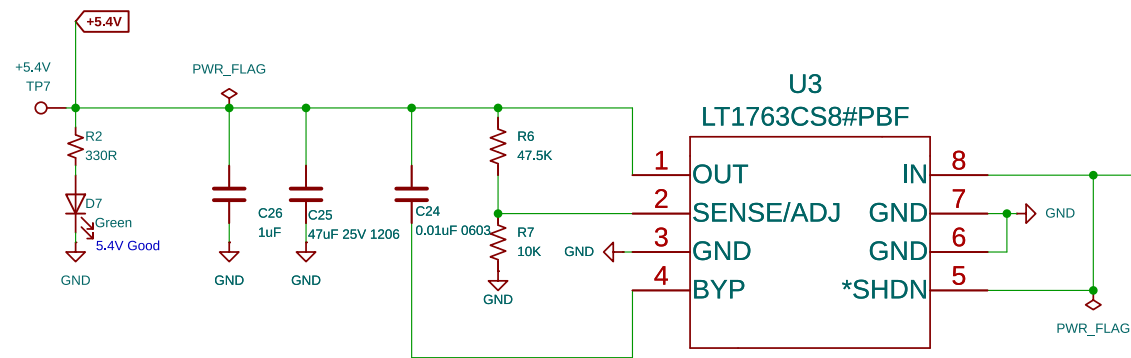 +5.4V
+5.4V
TP7
PWR_FLAG
R2
330R
D7
Green
5.4V Good
GND
C26
1uF
GND
C25
47uF 25V 1206
GND
C24
0.01uF 0603
R6
47.5K
R7
10K
GND
GND
U3
LT1763CS8#PBF
1
OUT
2
SENSE/ADJ
3
GND
4
BYP
8
IN
7
GND
6
GND
5
*SHDN
GND
PWR_FLAG